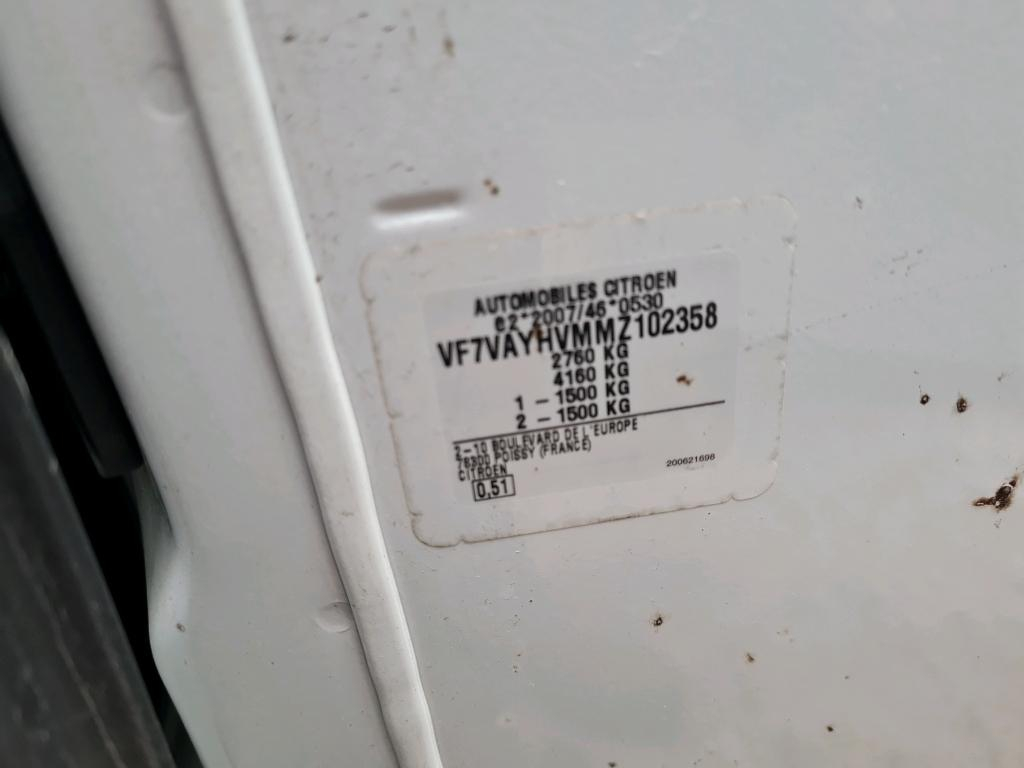 AUTOMOBILES CITROEN
e2*2007/46*0530
VF7VAYHVMMZ102358
2760 KG
4160 KG
1 - 1500 KG
2 - 1500 KG
2-10 BOULEVARD DE L'EUROPE
78300 POISSY (FRANCE)
CITROEN
0,51
200621698